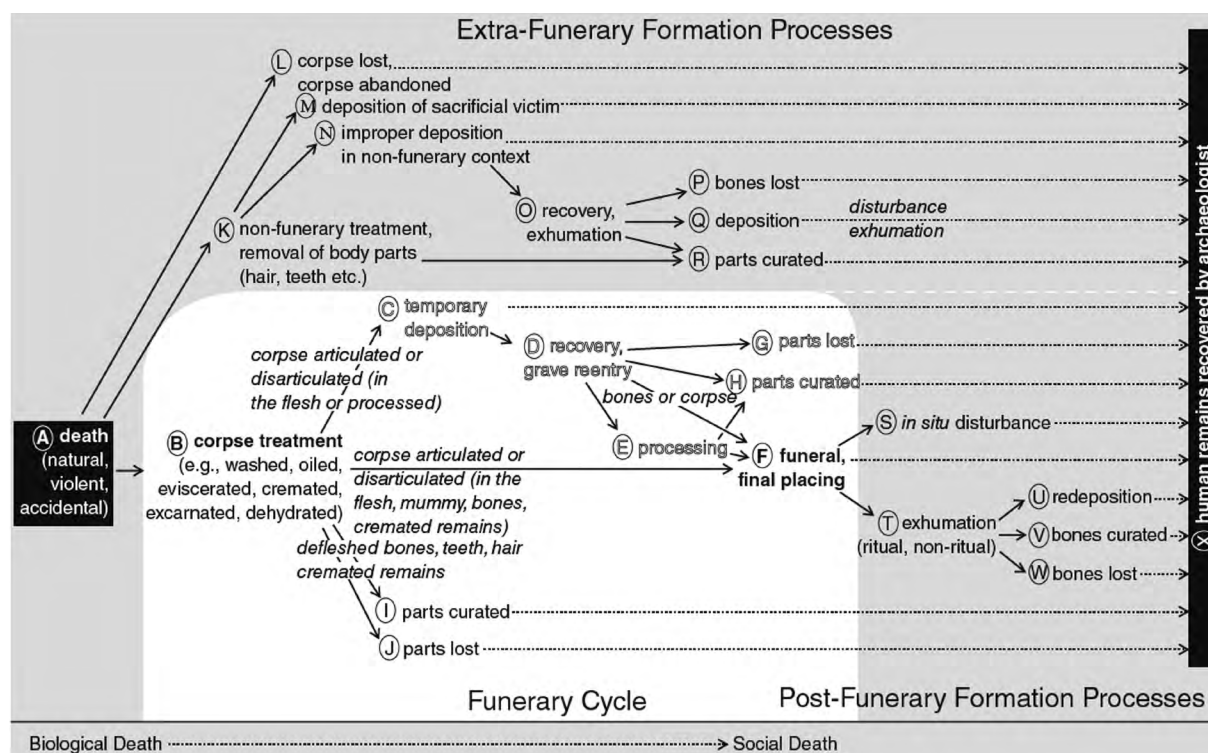 Extra-Funerary Formation Processes
L corpse lost,
corpse abandoned
M deposition of sacrificial victim
N improper deposition
in non-funerary context
O recovery,
exhumation
P bones lost
Q deposition
R parts curated
disturbance
exhumation
K non-funerary treatment,
removal of body parts
(hair, teeth etc.)
C temporary
deposition
corpse articulated or
disarticulated (in
the flesh or processed)
D recovery,
grave reentry
G parts lost
H parts curated
bones or corpse
E processing
A death
(natural,
violent,
accidental)
B corpse treatment
(e.g., washed, oiled,
eviscerated, cremated,
excarnated, dehydrated)
corpse articulated or
disarticulated (in the
flesh, mummy, bones,
cremated remains)
F funeral,
final placing
S in situ disturbance
T exhumation
(ritual, non-ritual)
U redeposition
V bones curated
W bones lost
defleshed bones, teeth, hair
cremated remains
I parts curated
J parts lost
X human remains recovered by archaeologist
Funerary Cycle
Post-Funerary Formation Processes
Biological Death
Social Death